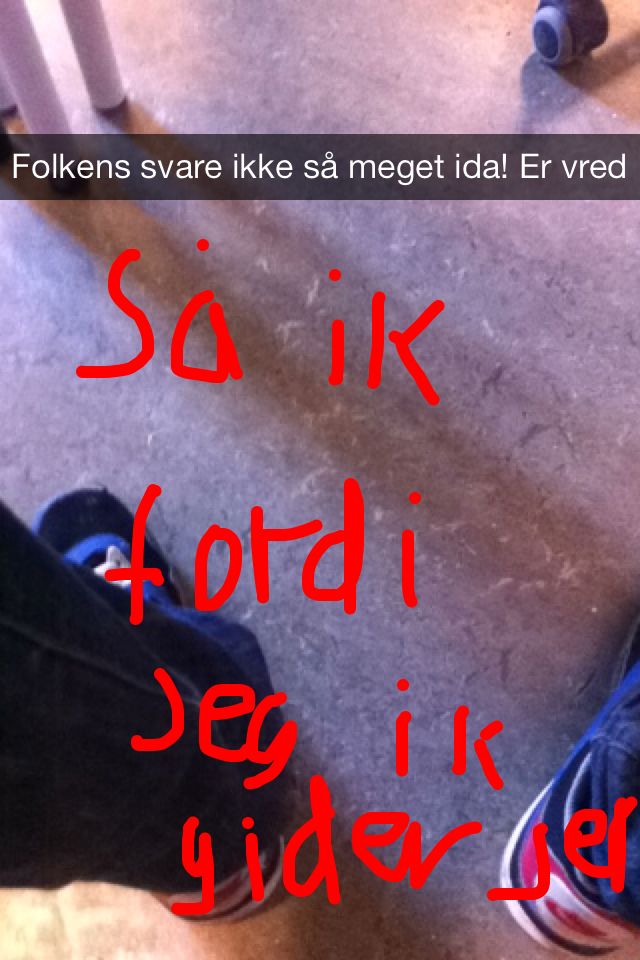 Folkens svare ikke så meget ida! Er vred
Så ik
fordi
jeg ik
gider jer